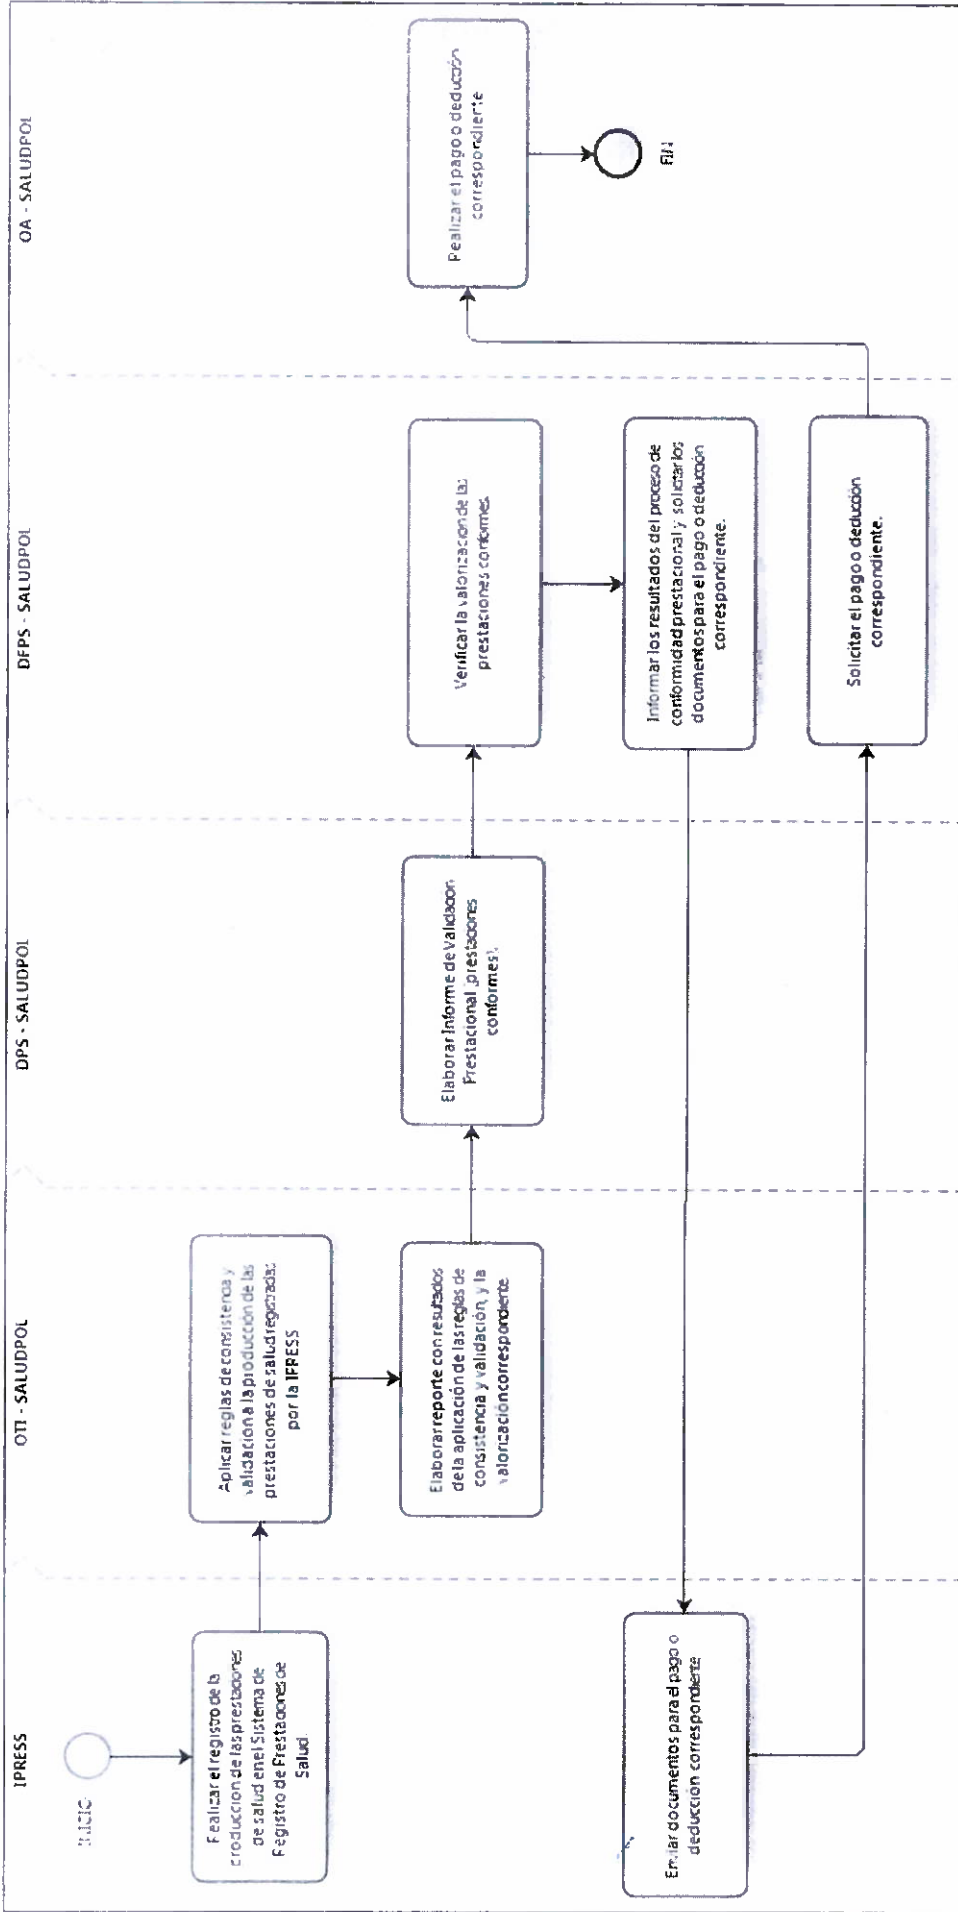 IPRESS
OTI - SALUDPOL
DPS - SALUDPOL
DFPS - SALUDPOL
OA - SALUDPOL
INICIO
Realizar el registro de la
producción de las prestaciones
de salud en el Sistema de
Registro de Prestaciones de
Salud.
Aplicar reglas de consistencia y
validación a la producción de las
prestaciones de salud registradas
por la IPRESS
Elaborar reporte con resultados
de la aplicación de las reglas de
consistencia y validación, y la
valorización correspondiente
Elaborar Informe de Validación
Prestacional (prestaciones
conformes).
Verificar la valorización de las
prestaciones conformes.
Informar los resultados del proceso de
conformidad prestacional y solicitar los
documentos para el pago o deducción
correspondiente.
Enviar documentos para el pago o
deducción correspondiente
Solicitar el pago o deducción
correspondiente.
Realizar el pago o deducción
correspondiente
FIN